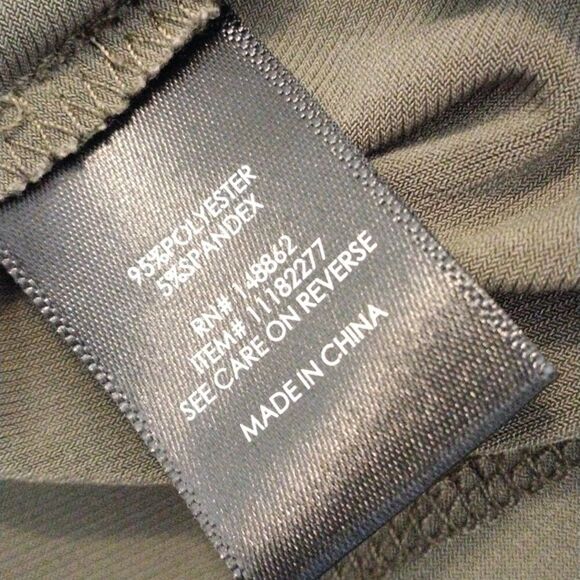 95%POLYESTER
5%SPANDEX
RN# 148862
ITEM# 11182277
SEE CARE ON REVERSE
MADE IN CHINA